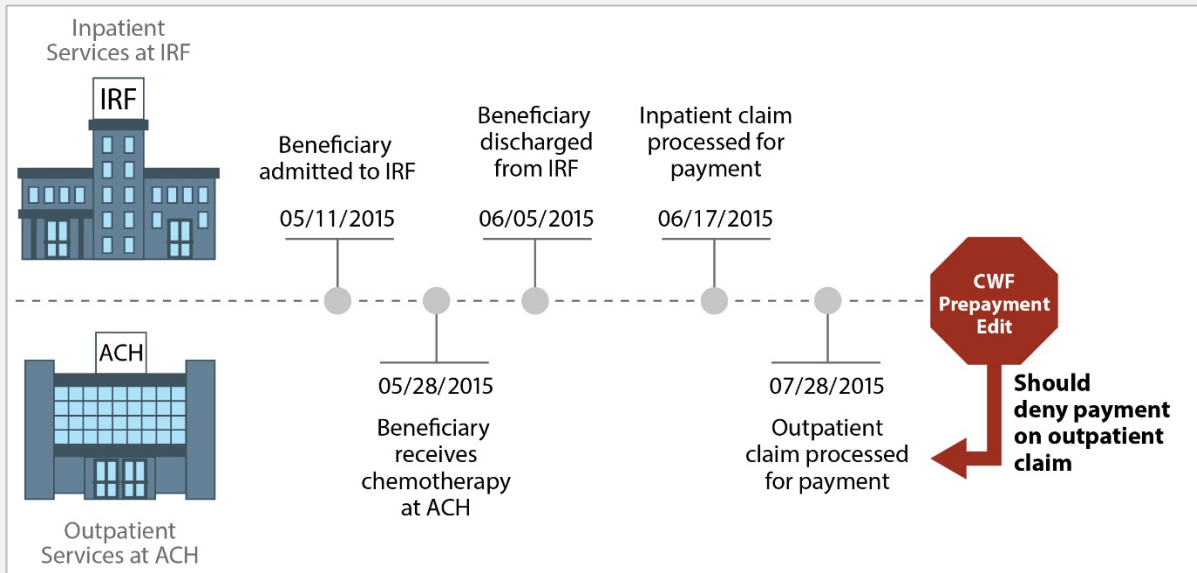 Inpatient
Services at IRF
IRF
Beneficiary
admitted to IRF
05/11/2015
Beneficiary
discharged
from IRF
06/05/2015
Inpatient claim
processed for
payment
06/17/2015
CWF
Prepayment
Edit
Should
deny payment
on outpatient
claim
ACH
05/28/2015
Beneficiary
receives
chemotherapy
at ACH
07/28/2015
Outpatient
claim processed
for payment
Outpatient
Services at ACH